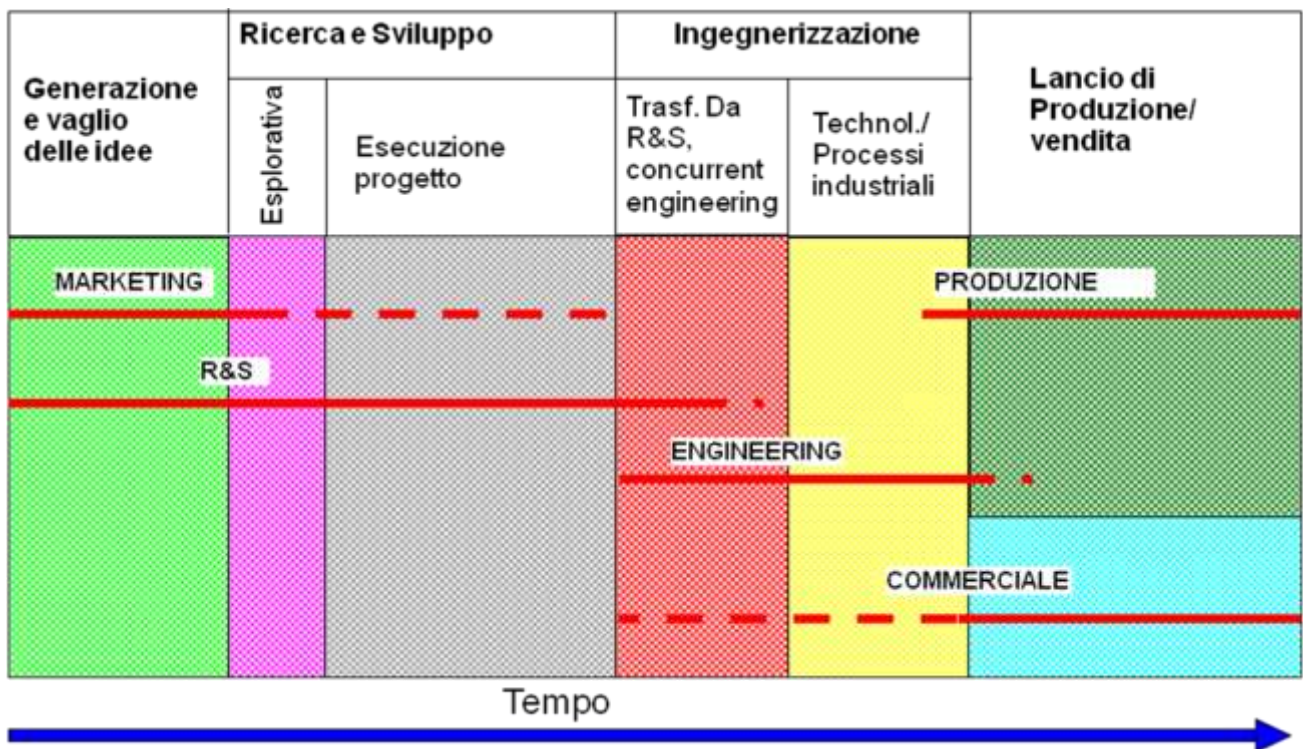 Ricerca e Sviluppo
Ingegnerizzazione
Generazione
e vaglio
delle idee
Esplorativa
Esecuzione
progetto
Trasf. Da
R&S,
concurrent
engineering
Technol./
Processi
industriali
Lancio di
Produzione/
vendita
MARKETING
PRODUZIONE
R&S
ENGINEERING
COMMERCIALE
Tempo